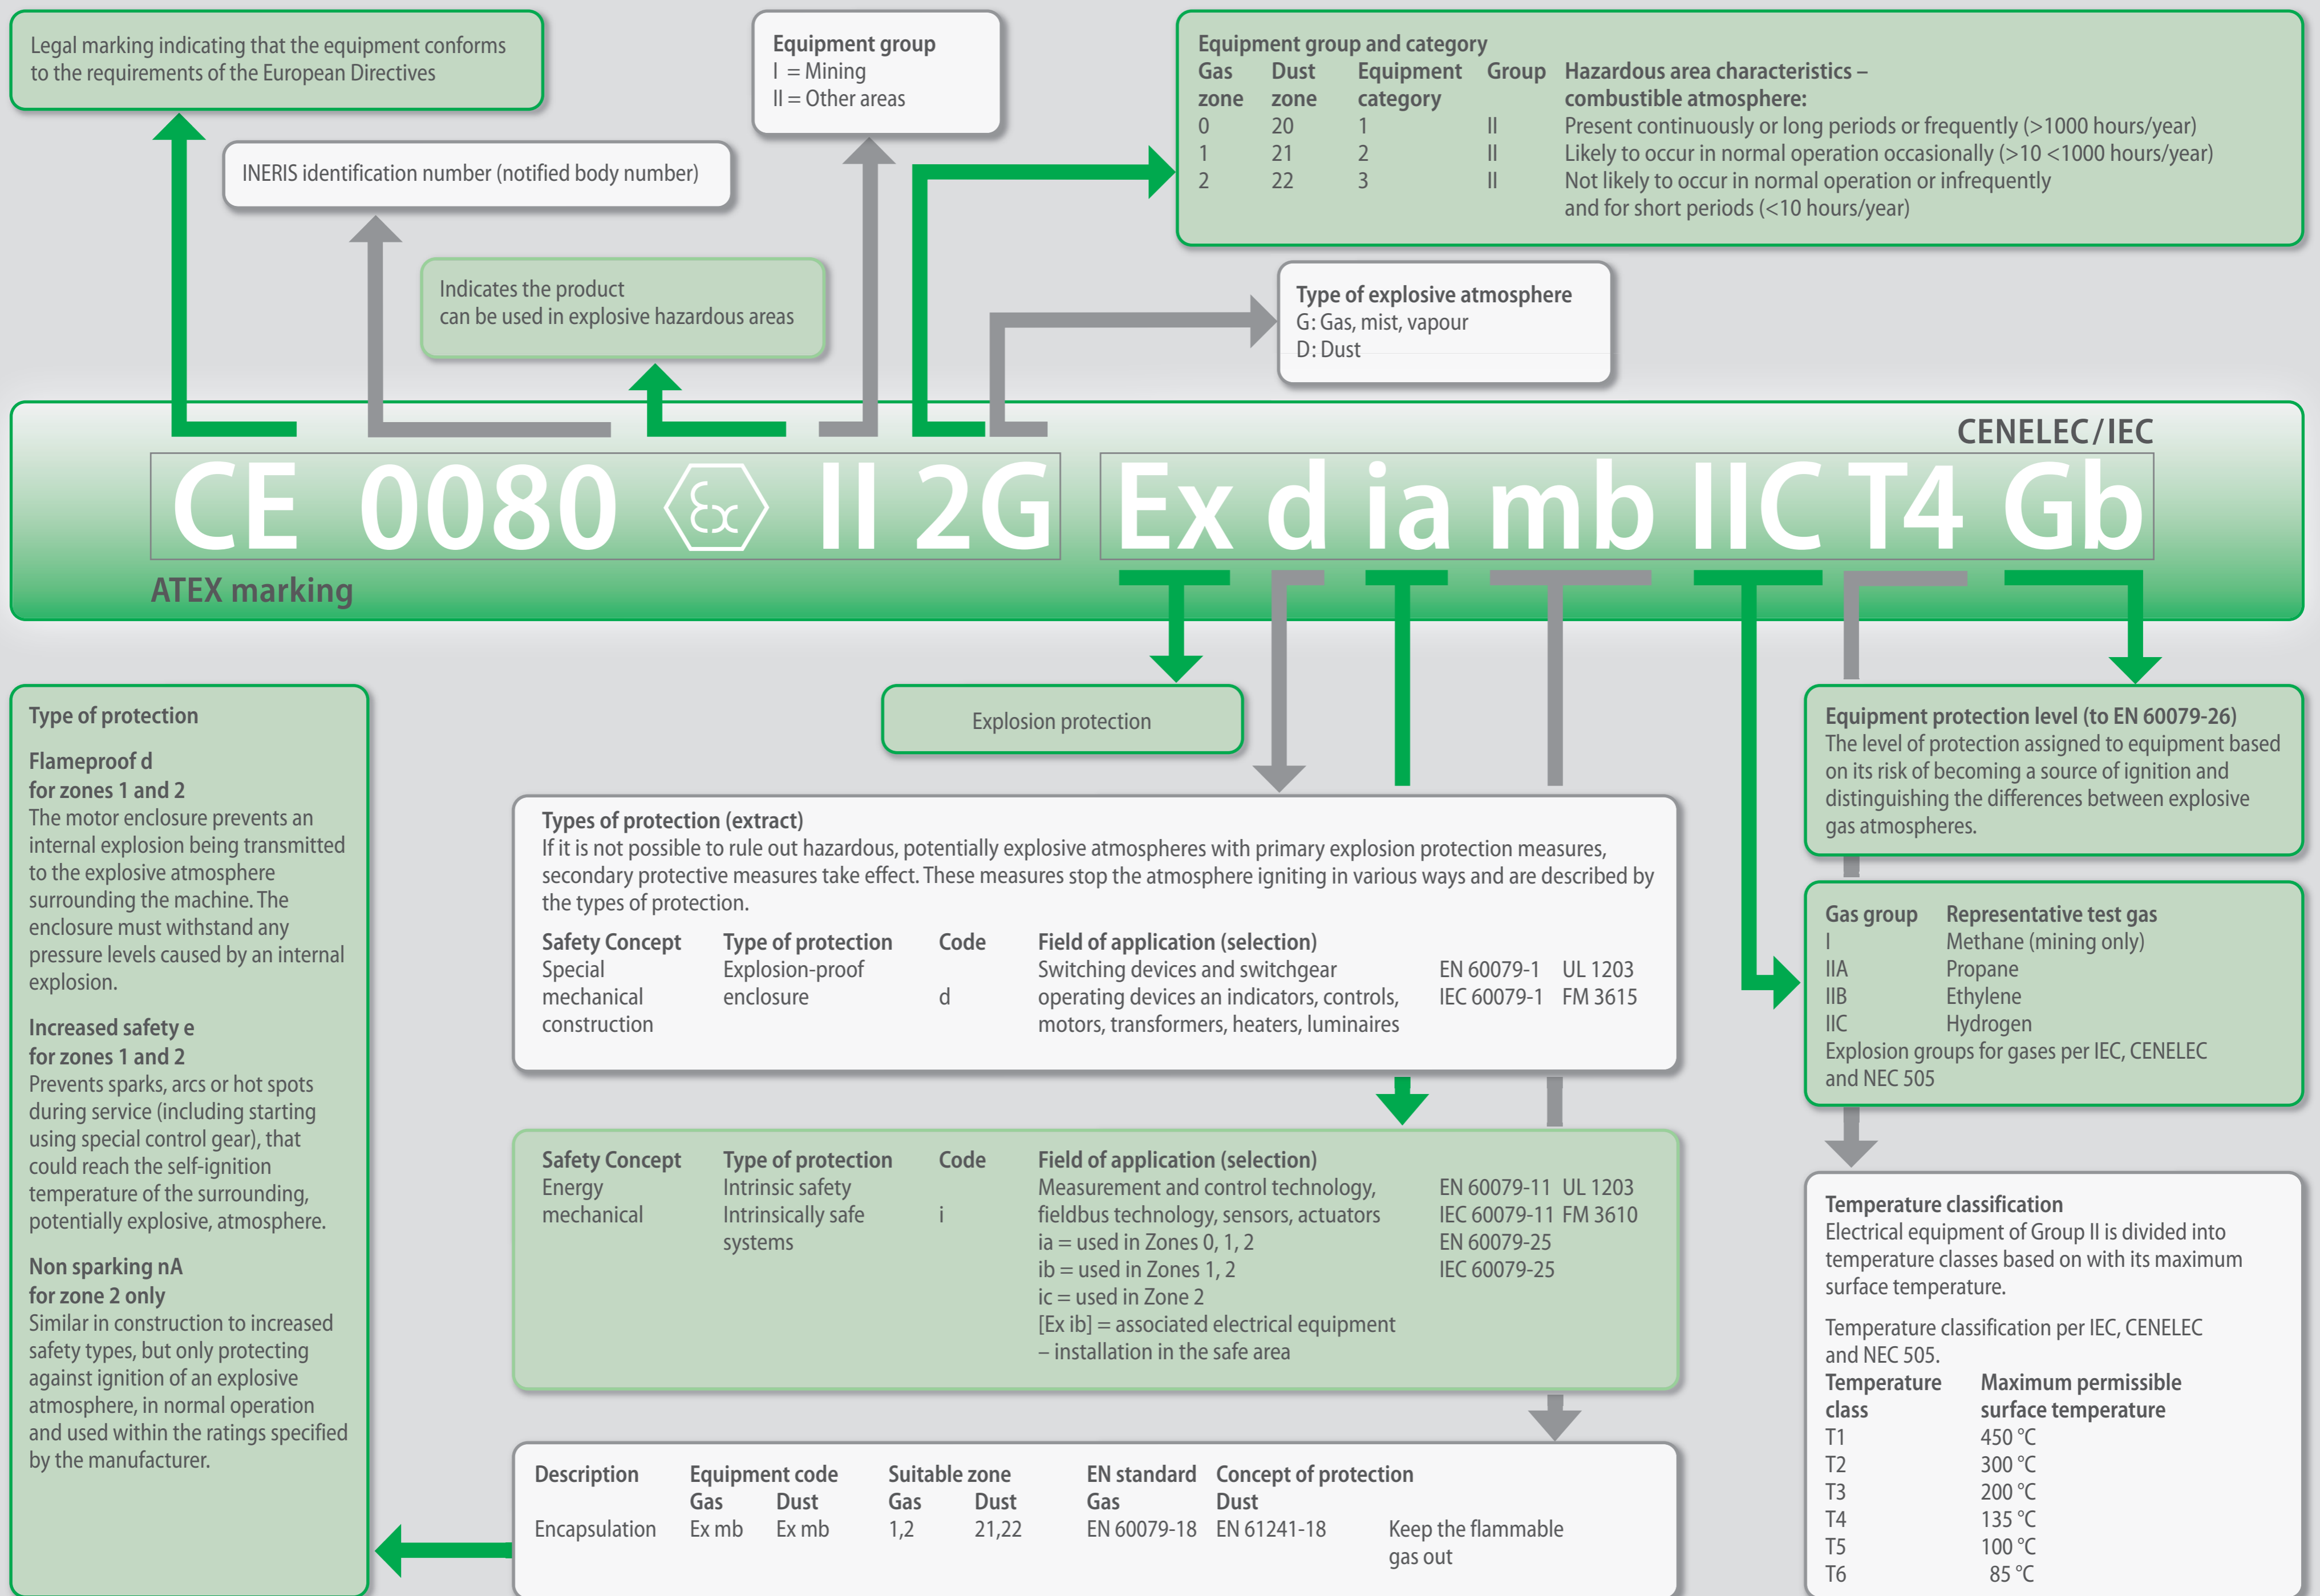 Legal marking indicating that the equipment conforms
to the requirements of the European Directives
INERIS identification number (notified body number)
Indicates the product
can be used in explosive hazardous areas
Equipment group
I = Mining
II = Other areas
Equipment group and category
Gas Dust Equipment Group Hazardous area characteristics –
zone zone category combustible atmosphere:
0 20 1 II Present continuously or long periods or frequently (>1000 hours/year)
1 21 2 II Likely to occur in normal operation occasionally (>10 <1000 hours/year)
2 22 3 II Not likely to occur in normal operation or infrequently
and for short periods (<10 hours/year)
Type of explosive atmosphere
G: Gas, mist, vapour
D: Dust
CENELEC/IEC
CE 0080 Ex II 2G Ex d ia mb IIC T4 Gb
ATEX marking
Type of protection
Flameproof d
for zones 1 and 2
The motor enclosure prevents an
internal explosion being transmitted
to the explosive atmosphere
surrounding the machine. The
enclosure must withstand any
pressure levels caused by an internal
explosion.
Increased safety e
for zones 1 and 2
Prevents sparks, arcs or hot spots
during service (including starting
using special control gear), that
could reach the self-ignition
temperature of the surrounding,
potentially explosive, atmosphere.
Non sparking nA
for zone 2 only
Similar in construction to increased
safety types, but only protecting
against ignition of an explosive
atmosphere, in normal operation
and used within the ratings specified
by the manufacturer.
Explosion protection
Types of protection (extract)
If it is not possible to rule out hazardous, potentially explosive atmospheres with primary explosion protection measures,
secondary protective measures take effect. These measures stop the atmosphere igniting in various ways and are described by
the types of protection.
Safety Concept Type of protection Code Field of application (selection)
Special Explosion-proof Switching devices and switchgear EN 60079-1 UL 1203
mechanical enclosure d operating devices an indicators, controls, IEC 60079-1 FM 3615
construction motors, transformers, heaters, luminaires
Safety Concept Type of protection Code Field of application (selection)
Energy Intrinsic safety Measurement and control technology, EN 60079-11 UL 1203
mechanical Intrinsically safe i fieldbus technology, sensors, actuators IEC 60079-11 FM 3610
systems ia = used in Zones 0, 1, 2 EN 60079-25
ib = used in Zones 1, 2 IEC 60079-25
ic = used in Zone 2
[Ex ib] = associated electrical equipment
– installation in the safe area
Description Equipment code Suitable zone EN standard Concept of protection
Gas Dust Gas Dust Gas Dust
Encapsulation Ex mb Ex mb 1,2 21,22 EN 60079-18 EN 61241-18 Keep the flammable
gas out
Equipment protection level (to EN 60079-26)
The level of protection assigned to equipment based
on its risk of becoming a source of ignition and
distinguishing the differences between explosive
gas atmospheres.
Gas group Representative test gas
I Methane (mining only)
IIA Propane
IIB Ethylene
IIC Hydrogen
Explosion groups for gases per IEC, CENELEC
and NEC 505
Temperature classification
Electrical equipment of Group II is divided into
temperature classes based on with its maximum
surface temperature.
Temperature classification per IEC, CENELEC
and NEC 505.
Temperature Maximum permissible
class surface temperature
T1 450 °C
T2 300 °C
T3 200 °C
T4 135 °C
T5 100 °C
T6 85 °C